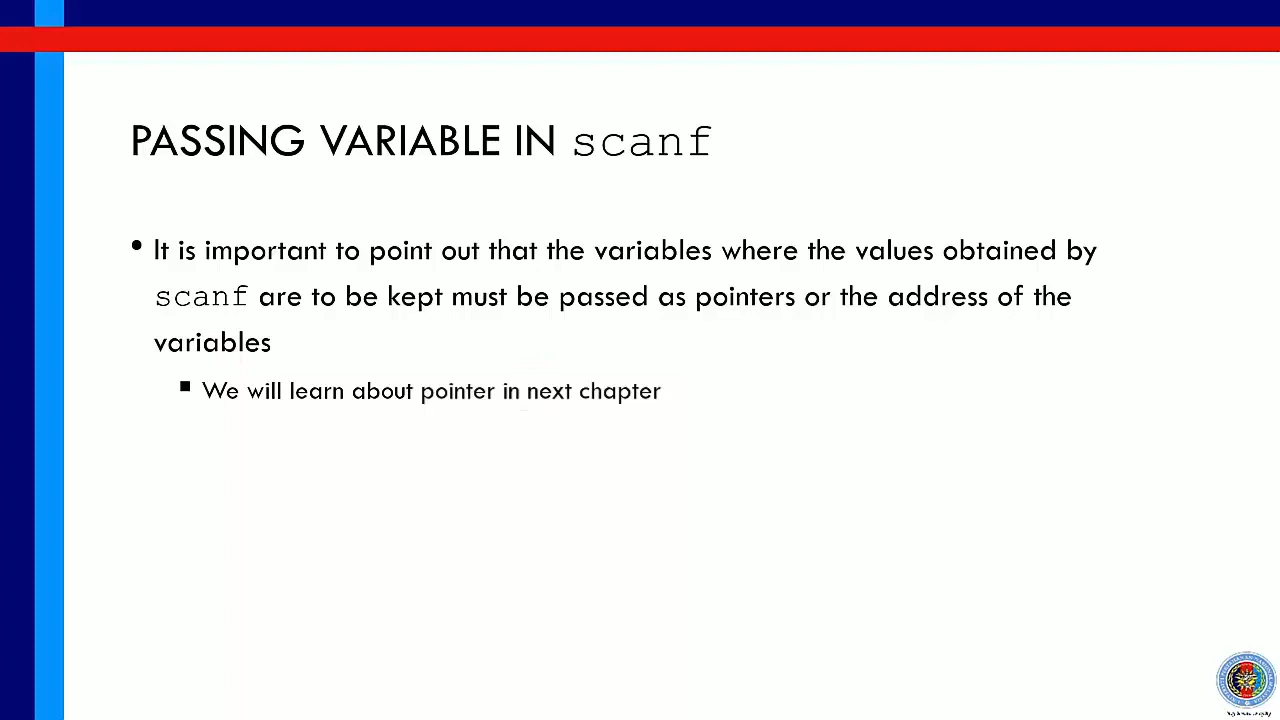 PASSING VARIABLE IN scanf
• It is important to point out that the variables where the values obtained by
scanf are to be kept must be passed as pointers or the address of the
variables
▪ We will learn about pointer in next chapter